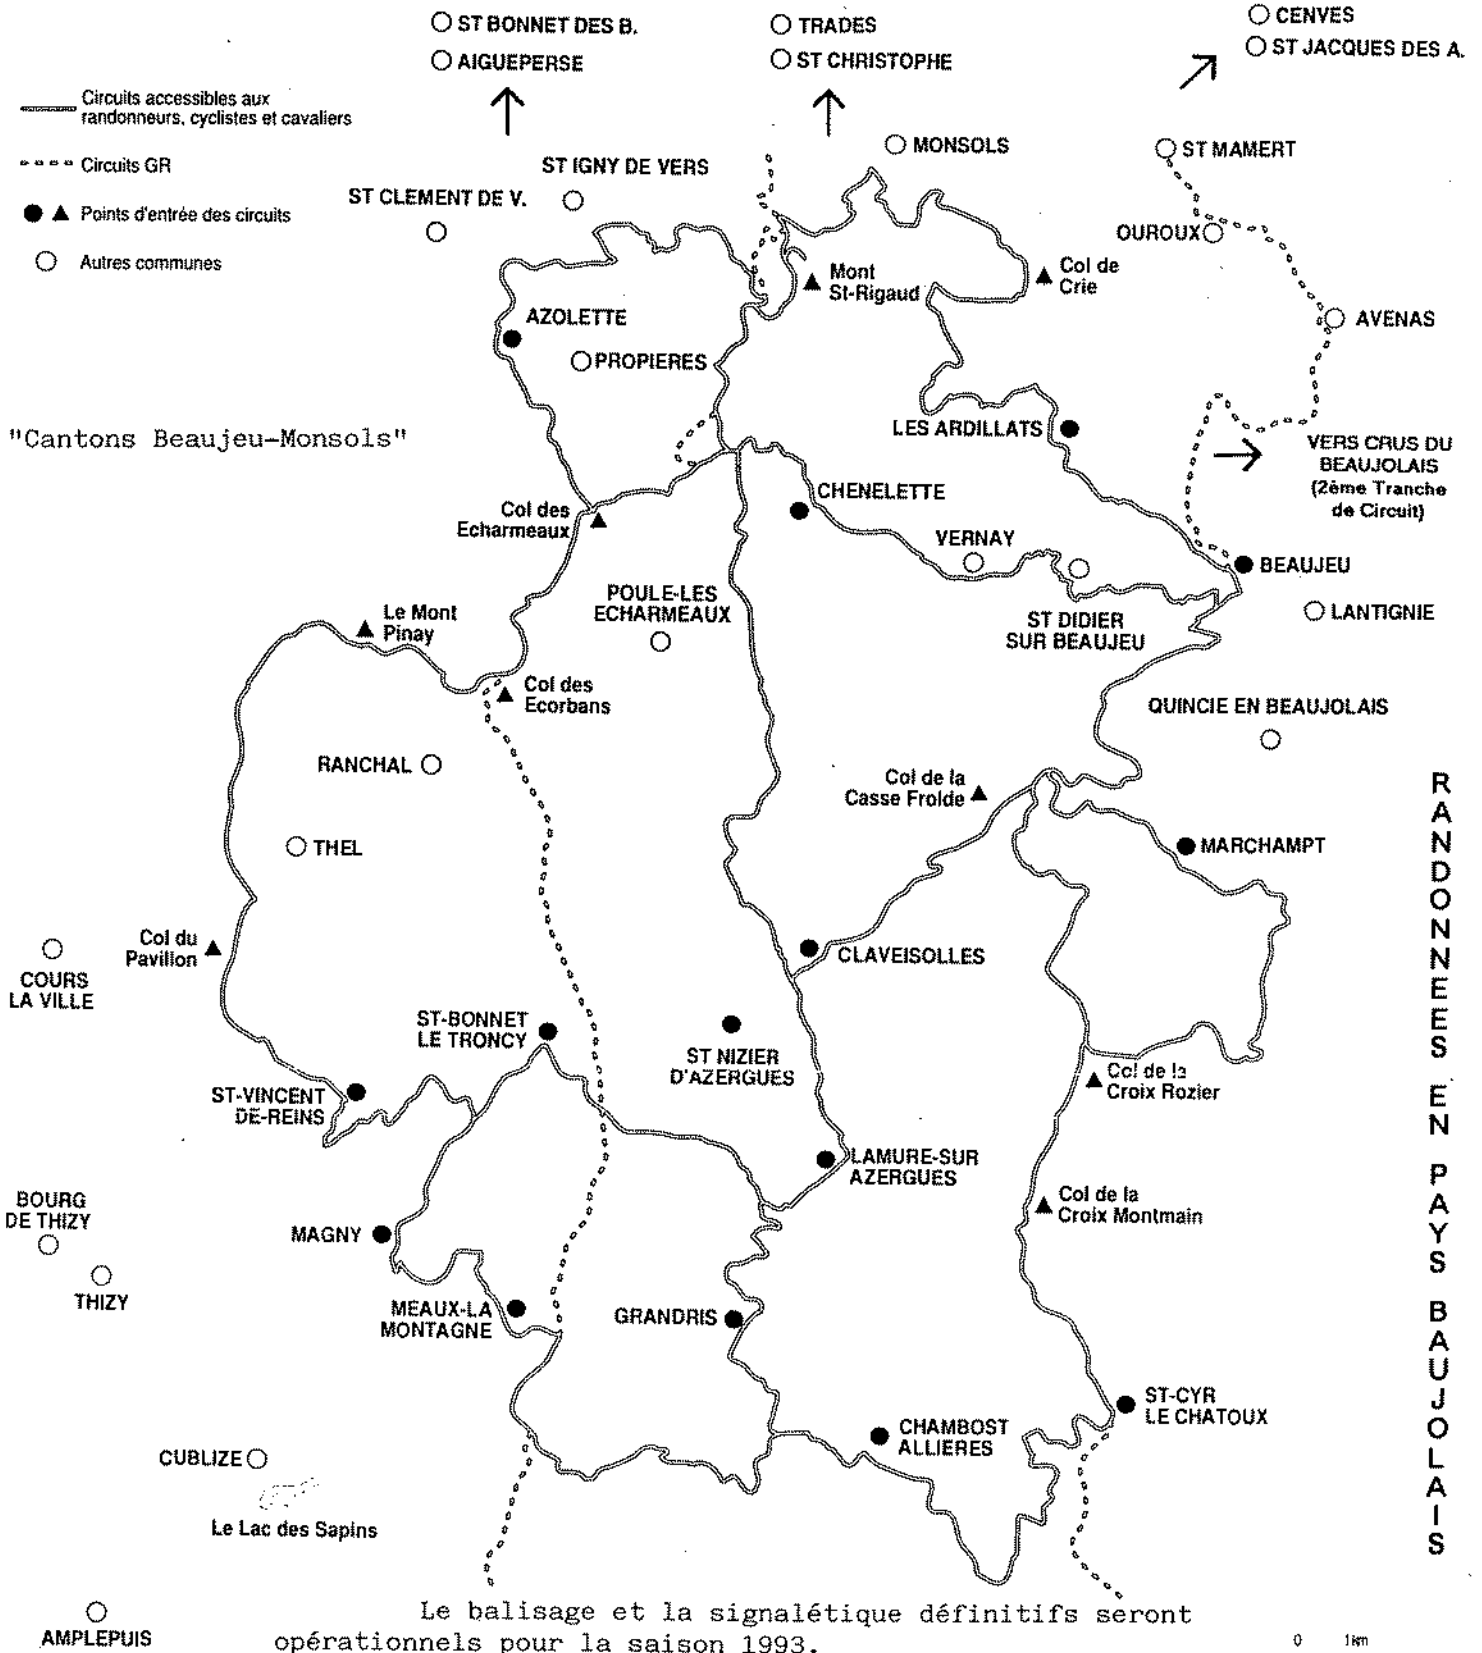 ST BONNET DES B.
AIGUEPERSE
TRADES
ST CHRISTOPHE
CENVES
ST JACQUES DES A.
Circuits accessibles aux
randonneurs, cyclistes et cavaliers
Circuits GR
Points d'entrée des circuits
Autres communes
ST IGNY DE VERS
ST CLEMENT DE V.
MONSOLS
ST MAMERT
OUROUX
Mont
St-Rigaud
Col de
Crie
AVENAS
AZOLETTE
PROPIERES
"Cantons Beaujeu-Monsols"
LES ARDILLATS
VERS CRUS DU
BEAUJOLAIS
(2ème Tranche
de Circuit)
Col des
Echarmeaux
CHENELETTE
VERNAY
BEAUJEU
POULE-LES
ECHARMEAUX
ST DIDIER
SUR BEAUJEU
LANTIGNIE
Le Mont
Pinay
Col des
Ecorbans
QUINCIE EN BEAUJOLAIS
RANCHAL
Col de la
Casse Froide
THEL
MARCHAMPT
Col du
Pavillon
COURS
LA VILLE
CLAVEISOLLES
ST-BONNET
LE TRONCY
ST NIZIER
D'AZERGUES
ST-VINCENT
DE-REINS
Col de la
Croix Rozier
LAMURE-SUR
AZERGUES
BOURG
DE THIZY
MAGNY
Col de la
Croix Montmain
THIZY
MEAUX-LA
MONTAGNE
GRANDRIS
ST-CYR
LE CHATOUX
CHAMBOST
ALLIERES
CUBLIZE
Le Lac des Sapins
AMPLEPUIS
RANDONNEES EN PAYS BAUJOLAIS
Le balisage et la signalétique définitifs seront
opérationnels pour la saison 1993.
0 1km